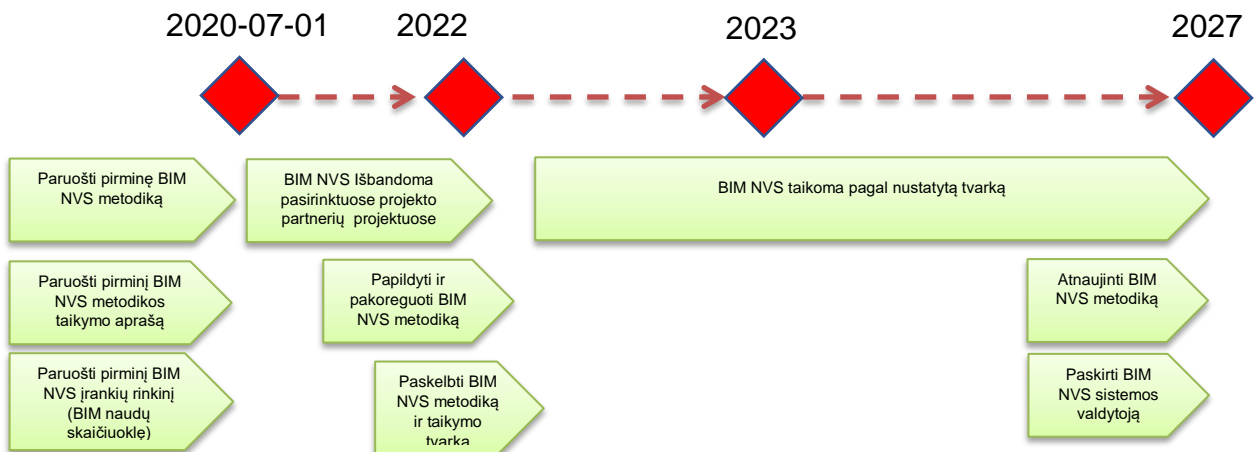 2020-07-01 2022 2023 2027
Paruošti pirminę BIM
NVS metodiką
BIM NVS Išbandoma
pasirinktuose projekto
partnerių projektuose
BIM NVS taikoma pagal nustatytą tvarką
Paruošti pirminį BIM
NVS metodikos
taikymo aprašą
Papildyti ir
pakoreguoti BIM
NVS metodiką
Atnaujinti BIM
NVS metodiką
Paruošti pirminį BIM
NVS įrankių rinkinį
(BIM naudų
skaičiuoklė)
Paskelbti BIM
NVS metodiką
ir taikymo
tvarką
Paskirti BIM
NVS sistemos
valdytoją